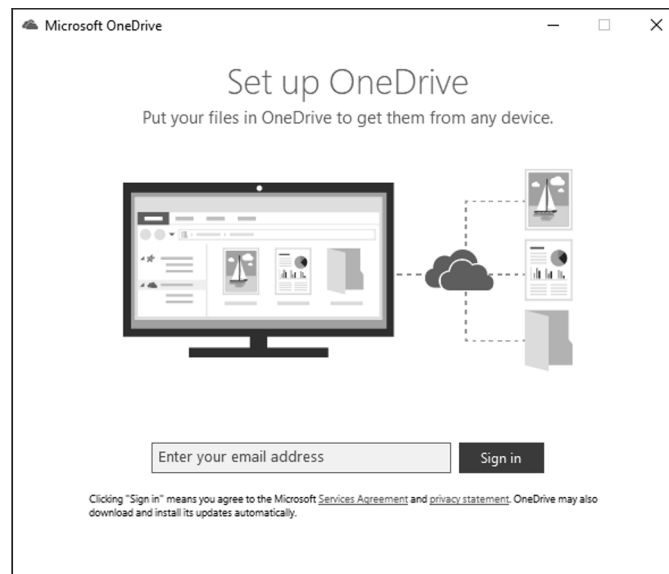 Microsoft OneDrive
Set up OneDrive
Put your files in OneDrive to get them from any device.
Enter your email address
Sign in
Clicking "Sign in" means you agree to the Microsoft Services Agreement and privacy statement. OneDrive may also
download and install its updates automatically.